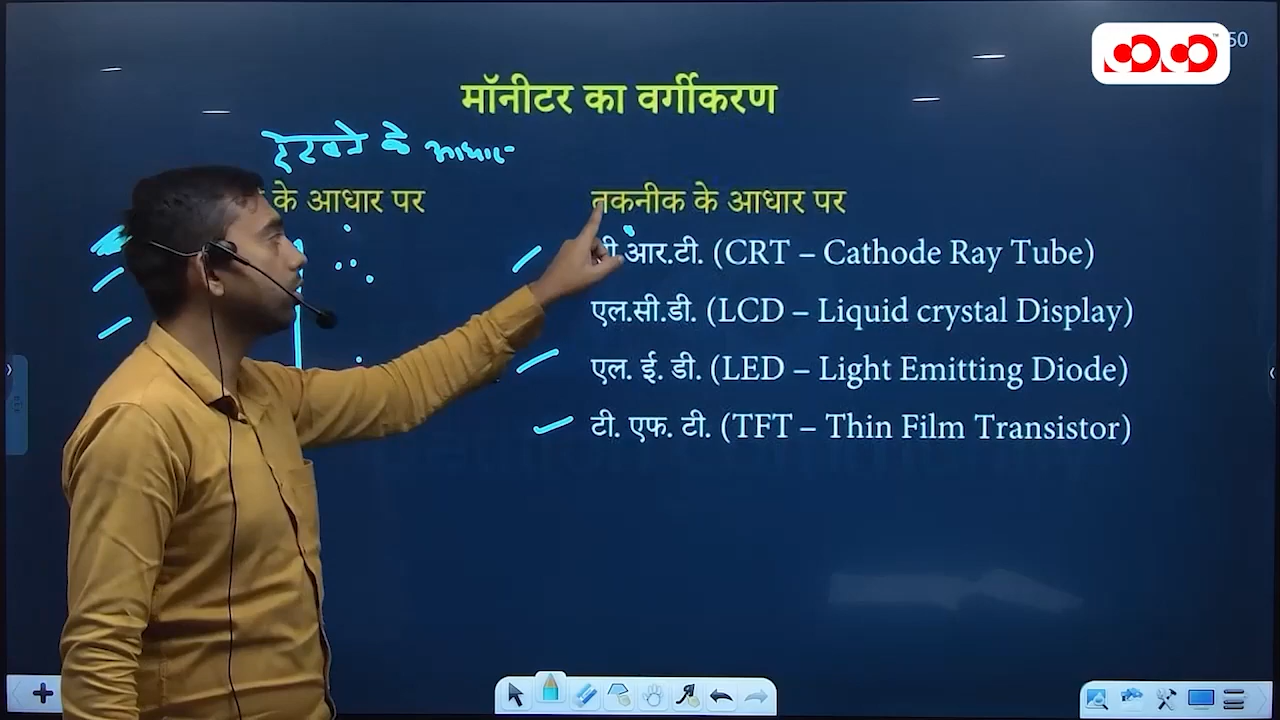 50
मॉनीटर का वर्गीकरण
के आधार पर
तकनीक के आधार पर
आर.टी. (CRT – Cathode Ray Tube)
एल.सी.डी. (LCD – Liquid crystal Display)
एल. ई. डी. (LED – Light Emitting Diode)
टी. एफ. टी. (TFT – Thin Film Transistor)